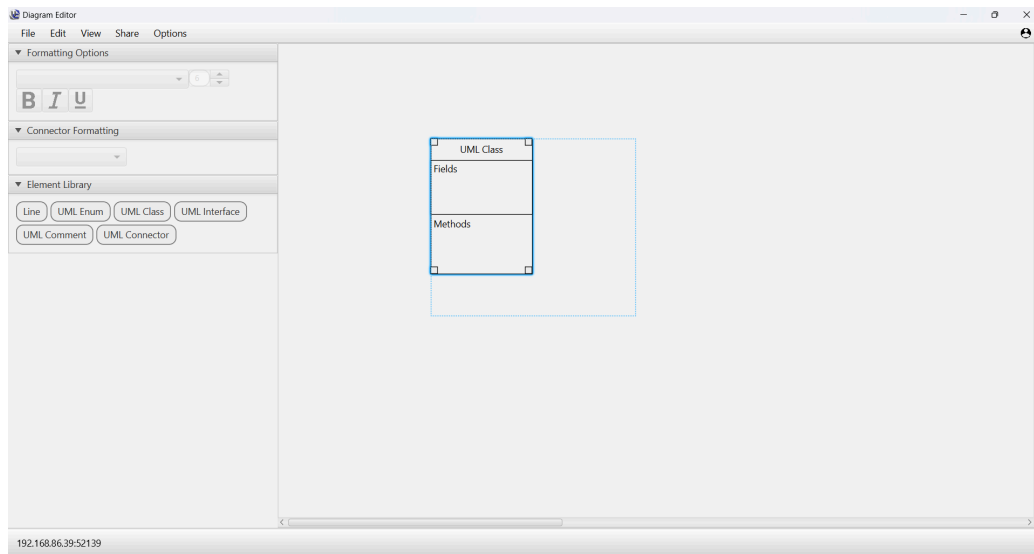 Diagram Editor
File Edit View Share Options
Formatting Options
6
B I U
Connector Formatting
Element Library
Line UML Enum UML Class UML Interface
UML Comment UML Connector
UML Class
Fields
Methods
192.168.86.39:52139